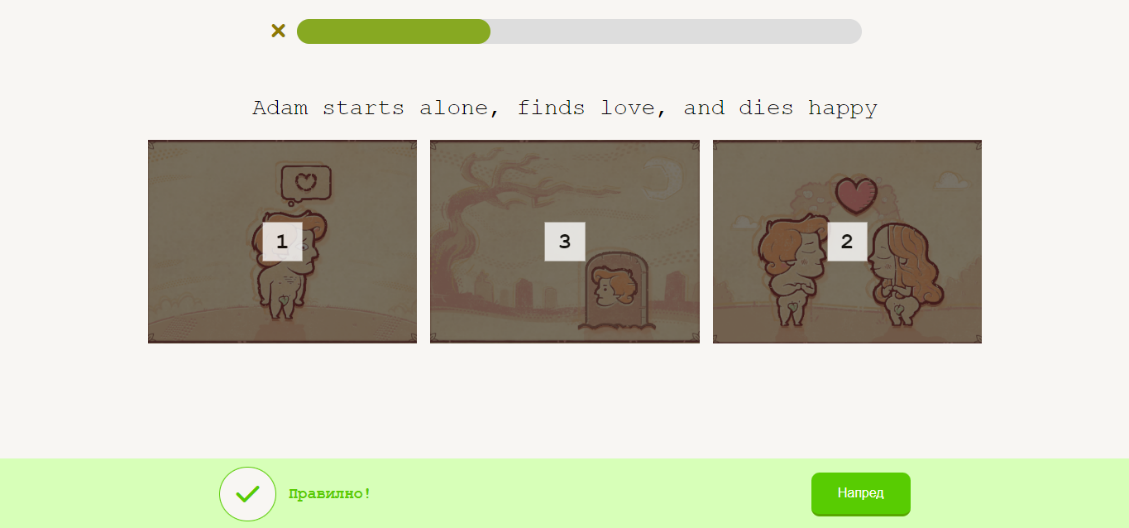 Adam starts alone, finds love, and dies happy
1
3
2
Правилно!
Напред